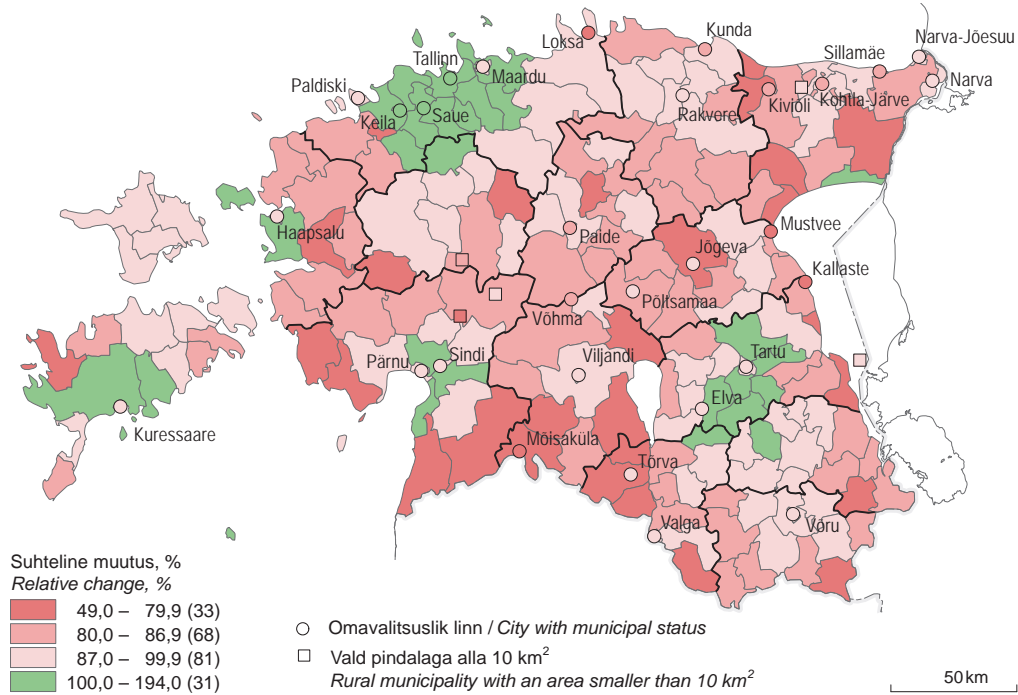 Kunda
Loksa
Narva-Jõesuu
Tallinn
Sillamäe
Maardu
Paldiski
Narva
Kiviõli
Kohtla-Järve
Rakvere
Keila
Saue
Haapsalu
Paide
Mustvee
Jõgeva
Kallaste
Põltsamaa
Võhma
Tartu
Pärnu
Sindi
Viljandi
Elva
Kuressaare
Mõisaküla
Tõrva
Valga
Võru
Suhteline muutus, %
Relative change, %
49,0 – 79,9 (33)
80,0 – 86,9 (68)
87,0 – 99,9 (81)
100,0 – 194,0 (31)
Omavalitsuslik linn / City with municipal status
Vald pindalaga alla 10 km²
Rural municipality with an area smaller than 10 km²
50 km